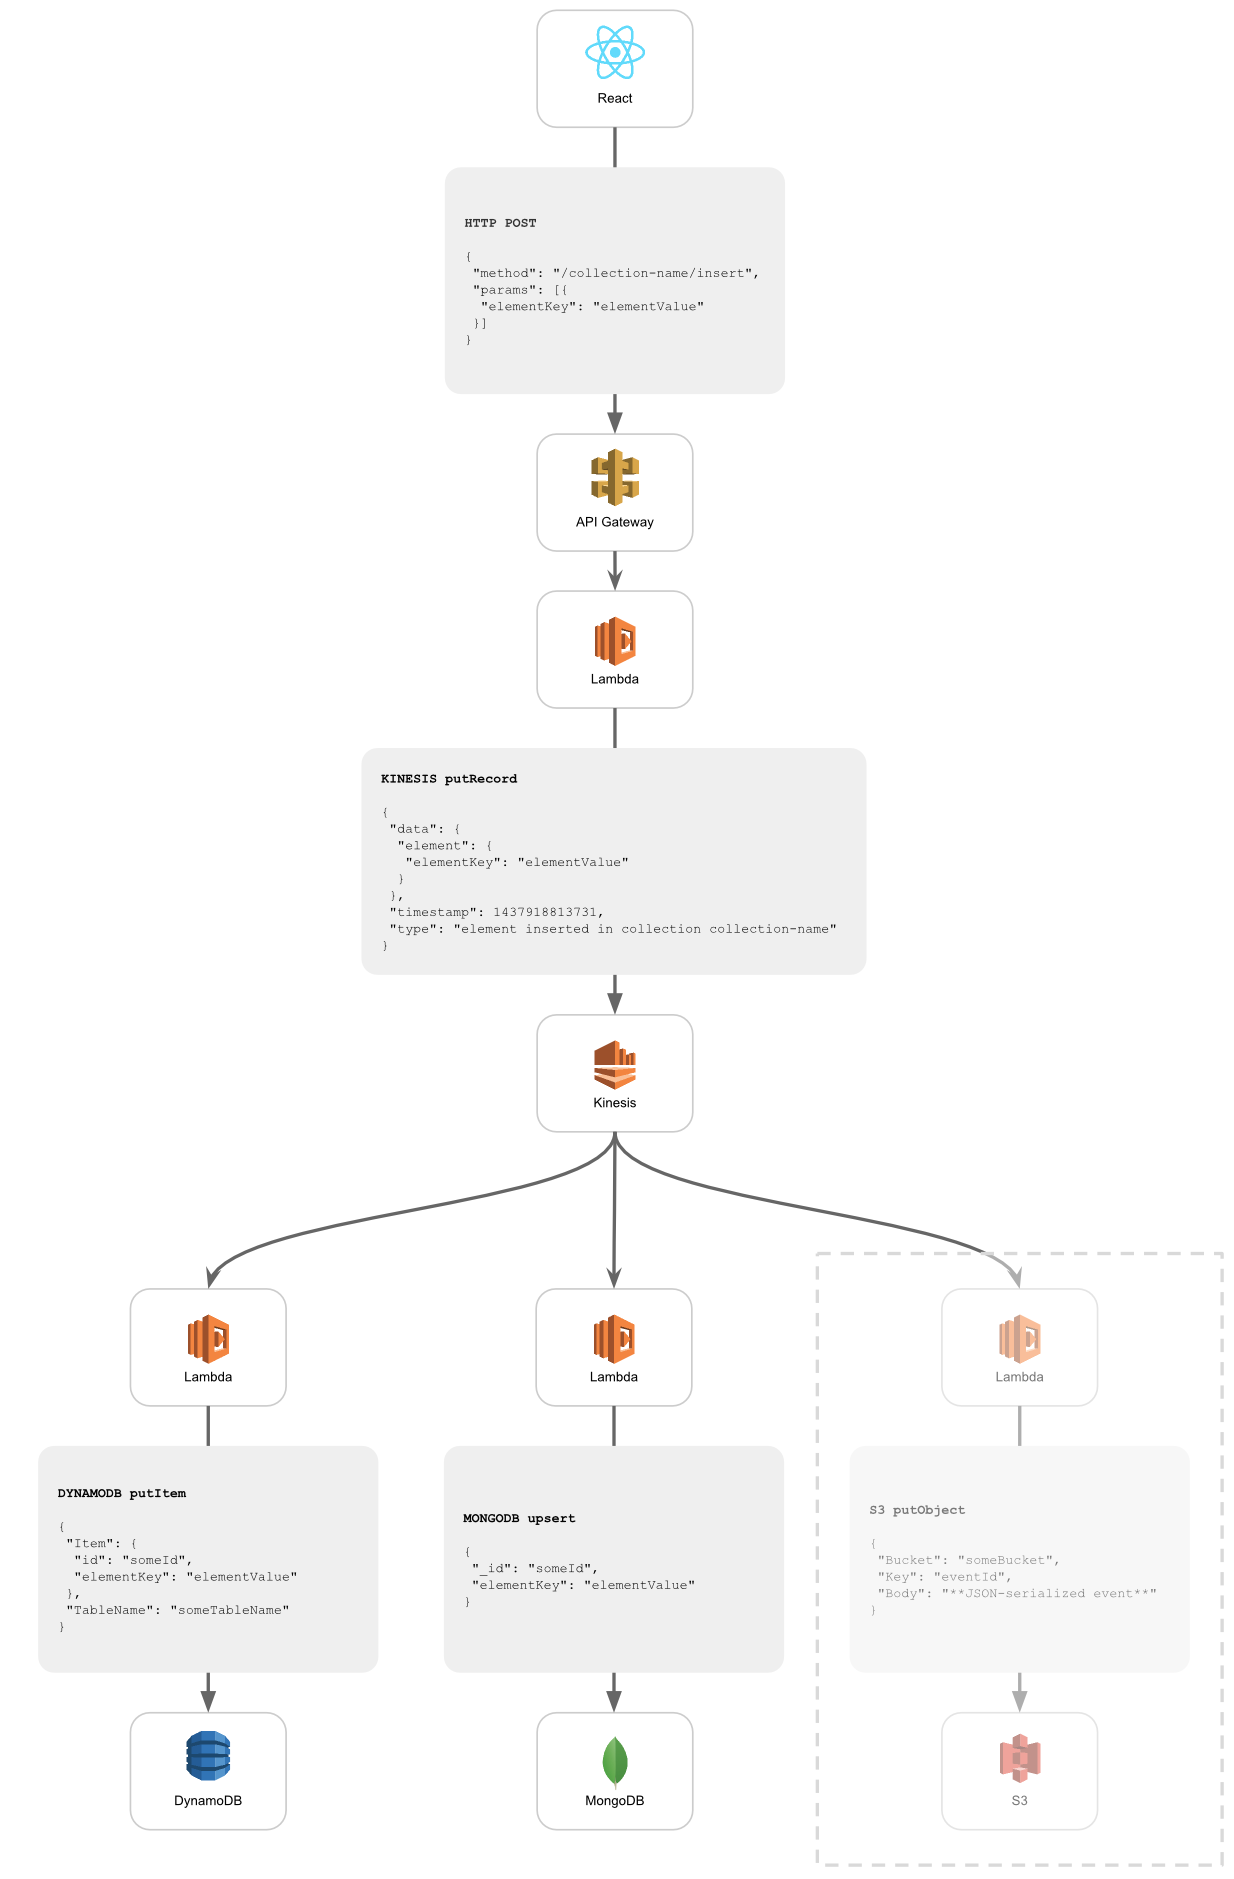 React
HTTP POST
{
"method": "/collection-name/insert",
"params": [{
"elementKey": "elementValue"
}]
}
API Gateway
Lambda
KINESIS putRecord
{
"data": {
"element": {
"elementKey": "elementValue"
}
},
"timestamp": 1437918813731,
"type": "element inserted in collection collection-name"
}
Kinesis
Lambda
Lambda
Lambda
DYNAMODB putItem
{
"Item": {
"id": "someId",
"elementKey": "elementValue"
},
"TableName": "someTableName"
}
MONGODB upsert
{
"_id": "someId",
"elementKey": "elementValue"
}
S3 putObject
{
"Bucket": "someBucket",
"Key": "eventId",
"Body": "**JSON-serialized event**"
}
DynamoDB
MongoDB
S3